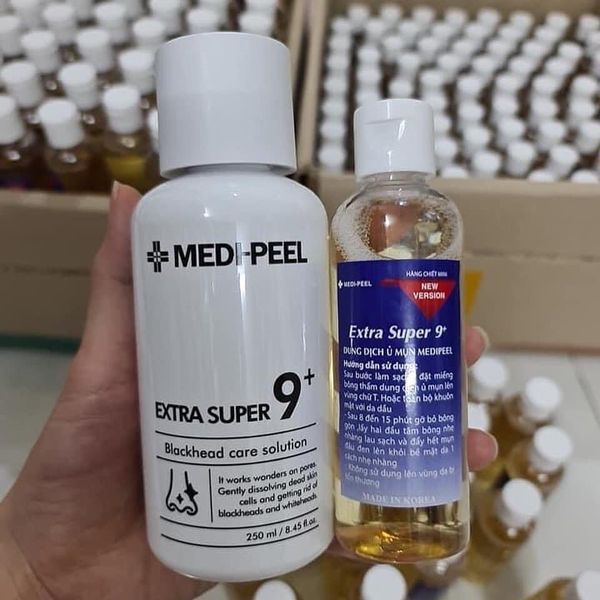 MEDI-PEEL
EXTRA SUPER 9+
Blackhead care solution
It works wonders on pores.
Gently dissolving dead skin
cells and getting rid of
blackheads and whiteheads.
250 ml / 8.45 fl.oz.
HÀNG CHIẾT MINI
MEDI-PEEL
NEW
VERSION
Extra Super 9+
DUNG DỊCH Ủ MỤN MEDIPEEL
Hướng dẫn sử dụng:
Sau bước làm sạch da đặt miếng
bông thấm dung dịch ủ mụn lên
vùng chữ T. Hoặc toàn bộ khuôn
mặt với da dầu
- Sau 8 đến 15 phút gỡ bỏ bông
gòn ,lấy hai đầu tăm bông nhẹ
nhàng lau sạch và đẩy hết mụn
đầu đen lên khỏi bề mặt da 1
cách nhẹ nhàng
- Không sử dụng lên vùng da bị
tổn thương
MADE IN KOREA